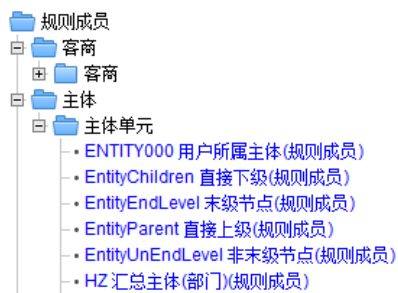 规则成员
客商
客商
主体
主体单元
ENTITY000 用户所属主体(规则成员)
EntityChildren 直接下级(规则成员)
EntityEndLevel 末级节点(规则成员)
EntityParent 直接上级(规则成员)
EntityUnEndLevel 非末级节点(规则成员)
HZ 汇总主体(部门)(规则成员)